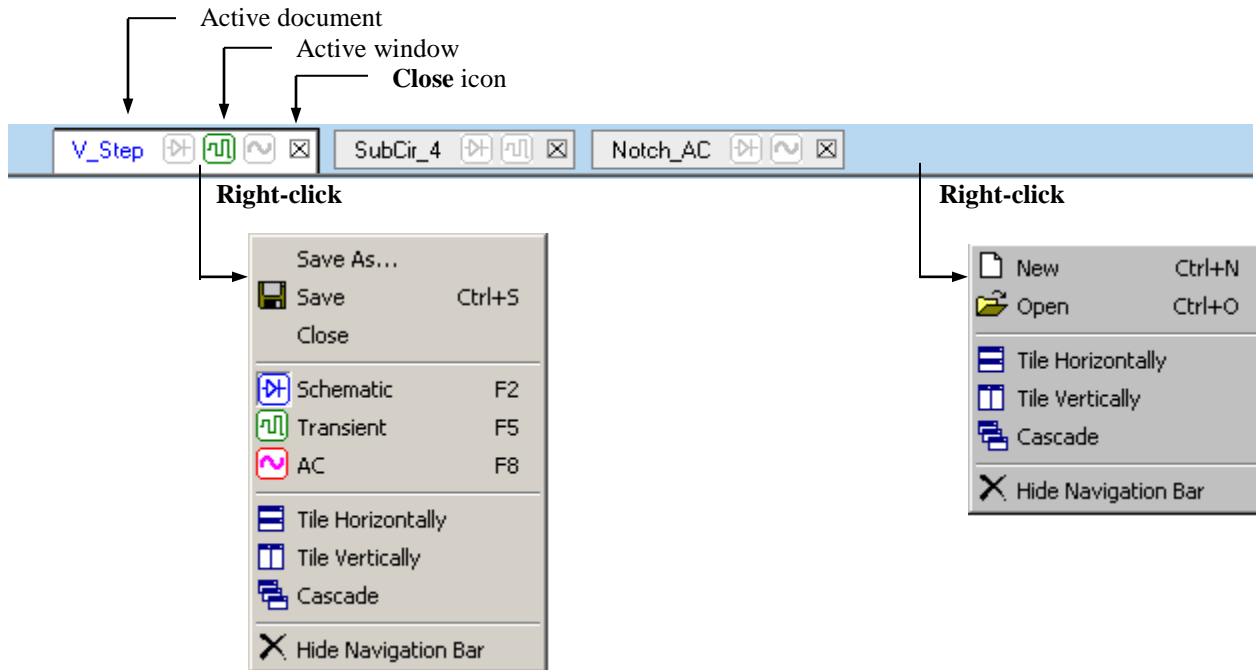 Active document
Active window
Close icon
V_Step
SubCir_4
Notch_AC
Right-click
Right-click
Save As...
Save Ctrl+S
Close
Schematic F2
Transient F5
AC F8
Tile Horizontally
Tile Vertically
Cascade
Hide Navigation Bar
New Ctrl+N
Open Ctrl+O
Tile Horizontally
Tile Vertically
Cascade
Hide Navigation Bar